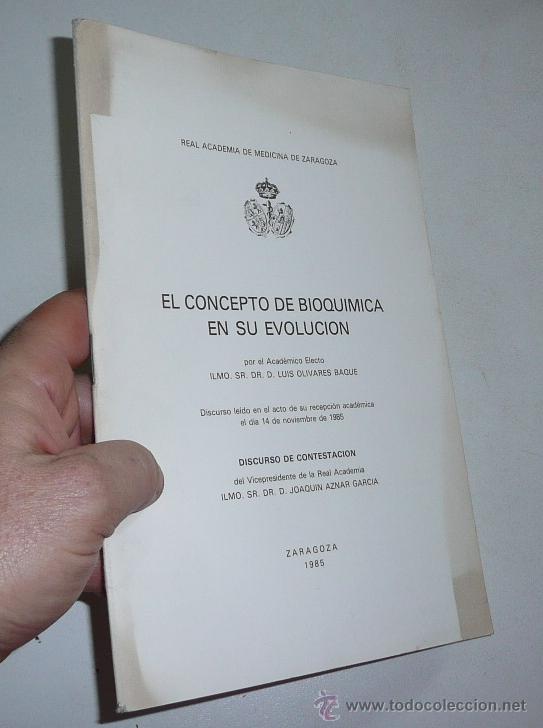 REAL ACADEMIA DE MEDICINA DE ZARAGOZA
EL CONCEPTO DE BIOQUIMICA
EN SU EVOLUCION
por el Académico Electo
ILMO. SR. DR. D. LUIS OLIVARES BAQUE
Discurso leído en el acto de su recepción académica
el día 14 de noviembre de 1985
DISCURSO DE CONTESTACION
del Vicepresidente de la Real Academia
ILMO. SR. DR. D. JOAQUIN AZNAR GARCIA
ZARAGOZA
1985
www.todocoleccion.net